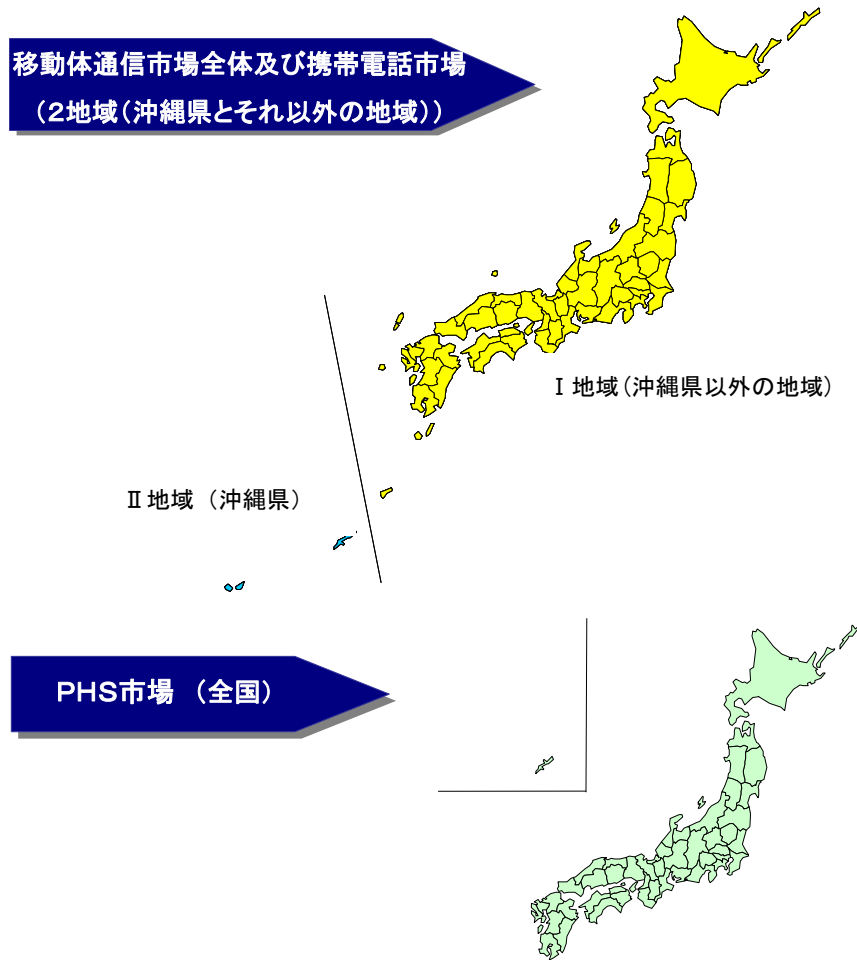 移動体通信市場全体及び携帯電話市場
（２地域（沖縄県とそれ以外の地域））
Ⅰ地域（沖縄県以外の地域）
Ⅱ地域 （沖縄県）
ＰＨＳ市場 （全国）